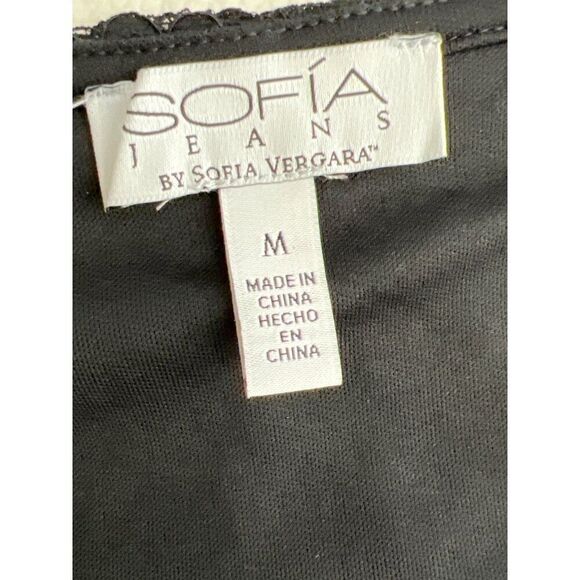 SOFÍA
JEANS
BY SOFIA VERGARA™
M
MADE IN
CHINA
HECHO
EN
CHINA